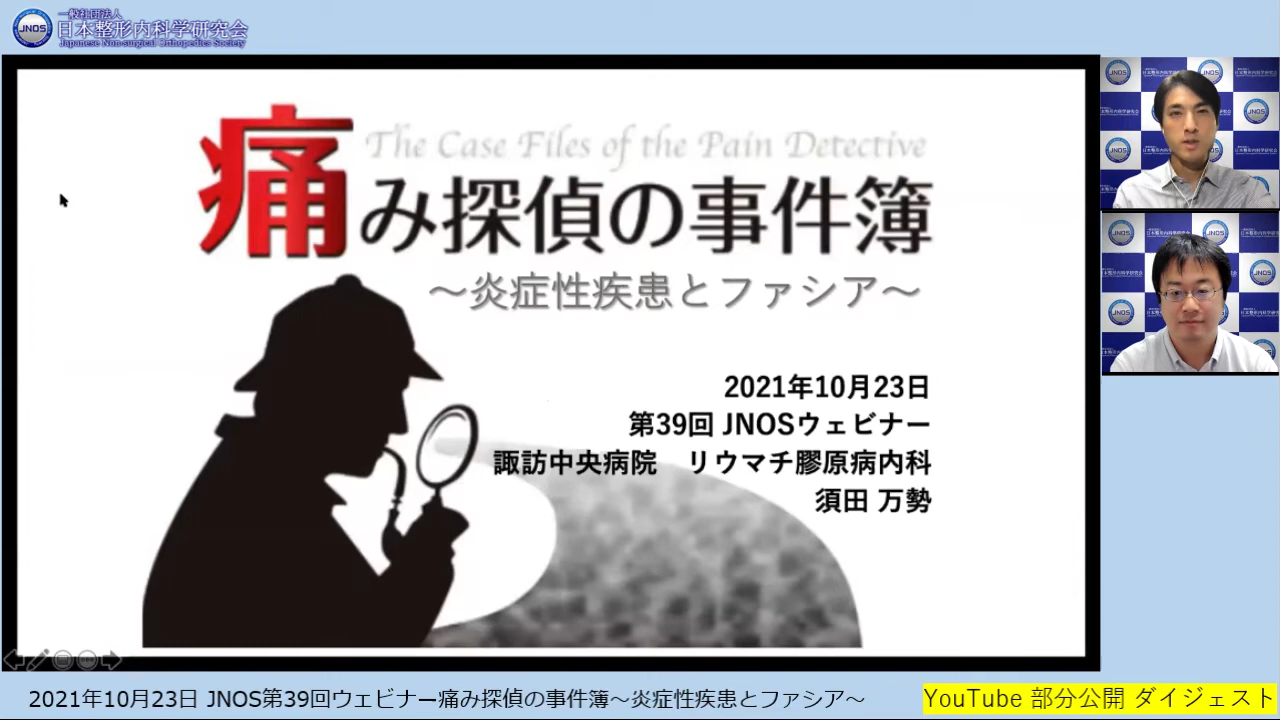 一般社団法人
日本整形内科学研究会
Japanese Non-surgical Orthopedics Society
JNOS
The Case Files of the Pain Detective
痛み探偵の事件簿
～炎症性疾患とファシア～
2021年10月23日
第39回 JNOSウェビナー
諏訪中央病院 リウマチ膠原病内科
須田 万勢
JNOS
JNOS
JNOS
JNOS
JNOS
2021年10月23日 JNOS第39回ウェビナー痛み探偵の事件簿～炎症性疾患とファシア～
YouTube 部分公開 ダイジェスト